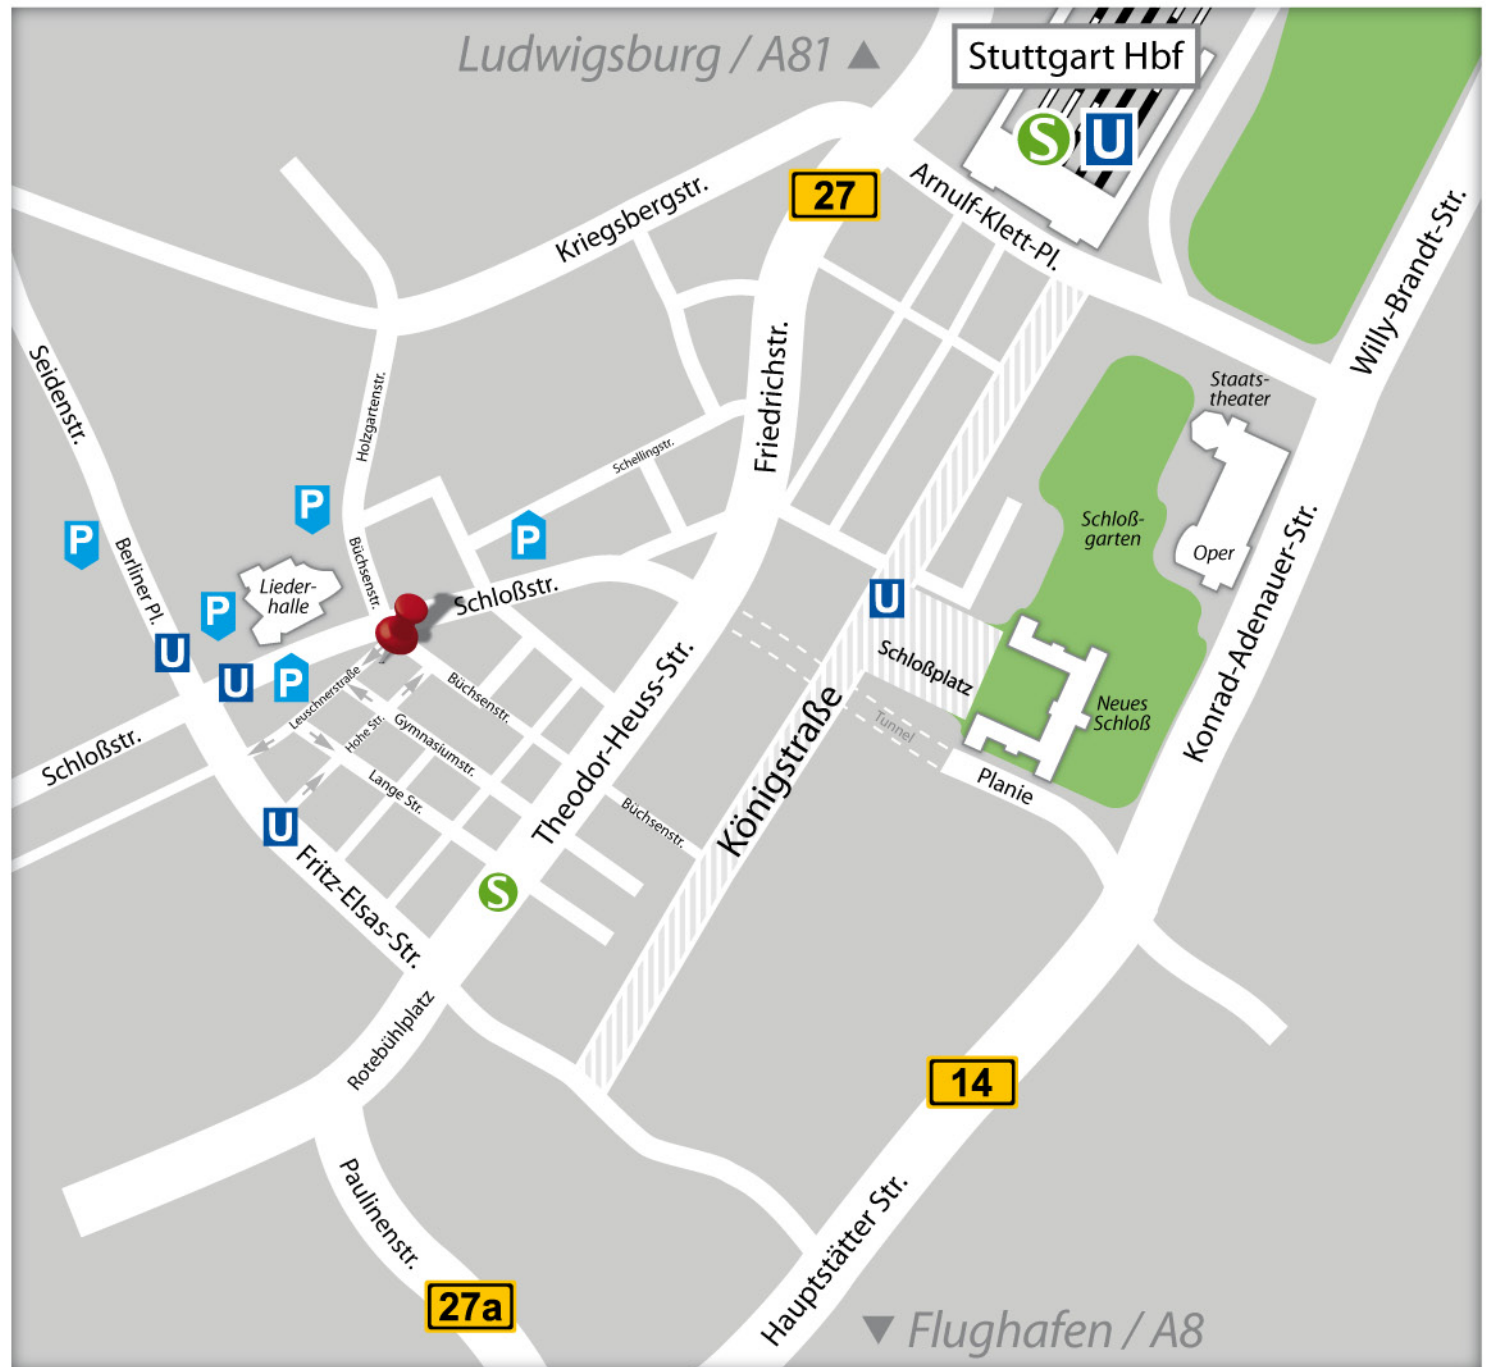 Ludwigsburg / A81
Stuttgart Hbf
S
U
27
Arnulf-Klett-Pl.
Kriegsbergstr.
Willy-Brandt-Str.
Seidenstr.
Holzgartenstr.
Friedrichstr.
Staats-
theater
Schellingstr.
P
P
P
Schloß-
garten
Oper
Berliner Pl.
Büchsenstr.
Lieder-
halle
Schloßstr.
P
U
Konrad-Adenauer-Str.
U
U
P
Schloßplatz
Leuschnerstraße
Büchsenstr.
Neues
Schloß
Hohe Str.
Gymnasiumstr.
Theodor-Heuss-Str.
Königstraße
Tunnel
Schloßstr.
Lange Str.
Planie
Büchsenstr.
U
Fritz-Elsas-Str.
S
Rotebühlplatz
14
Paulinenstr.
Hauptstätter Str.
27a
Flughafen / A8